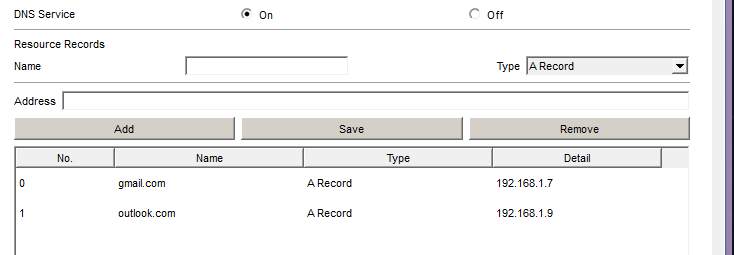 DNS Service On Off
Resource Records
Name Type A Record
Address
Add Save Remove
No. Name Type Detail
0 gmail.com A Record 192.168.1.7
1 outlook.com A Record 192.168.1.9